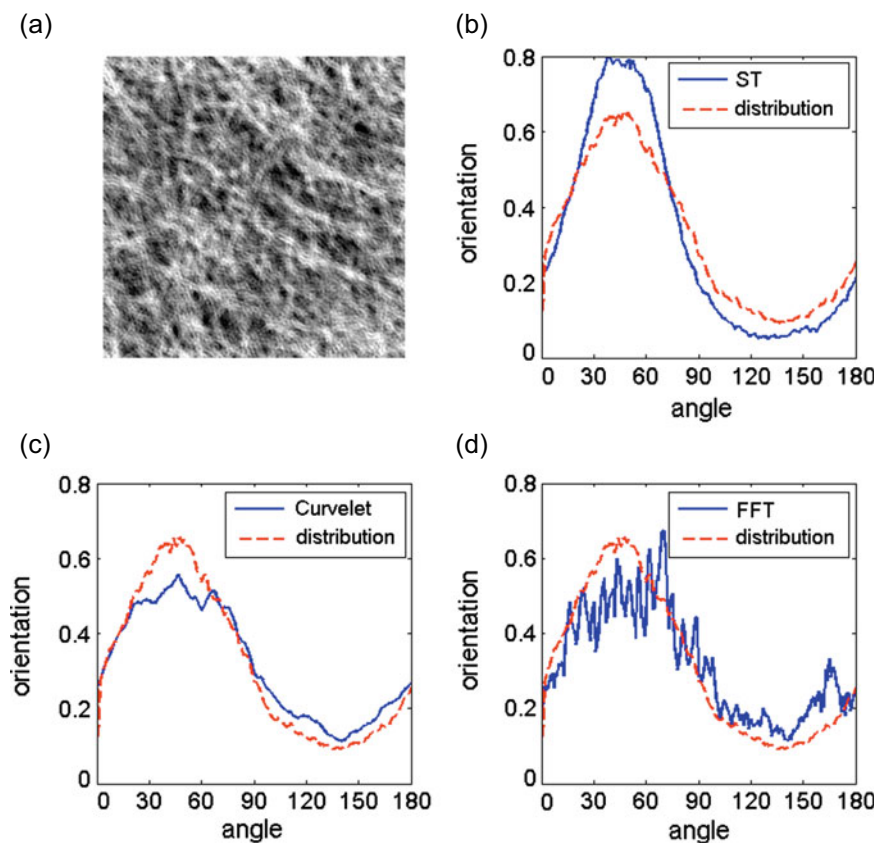 (a)
(b)
0.8
0.6
0.4
0.2
0
orientation
ST
distribution
0 30 60 90 120 150 180
angle
(c)
0.8
0.6
0.4
0.2
0
orientation
Curvelet
distribution
0 30 60 90 120 150 180
angle
(d)
0.8
0.6
0.4
0.2
0
orientation
FFT
distribution
0 30 60 90 120 150 180
angle